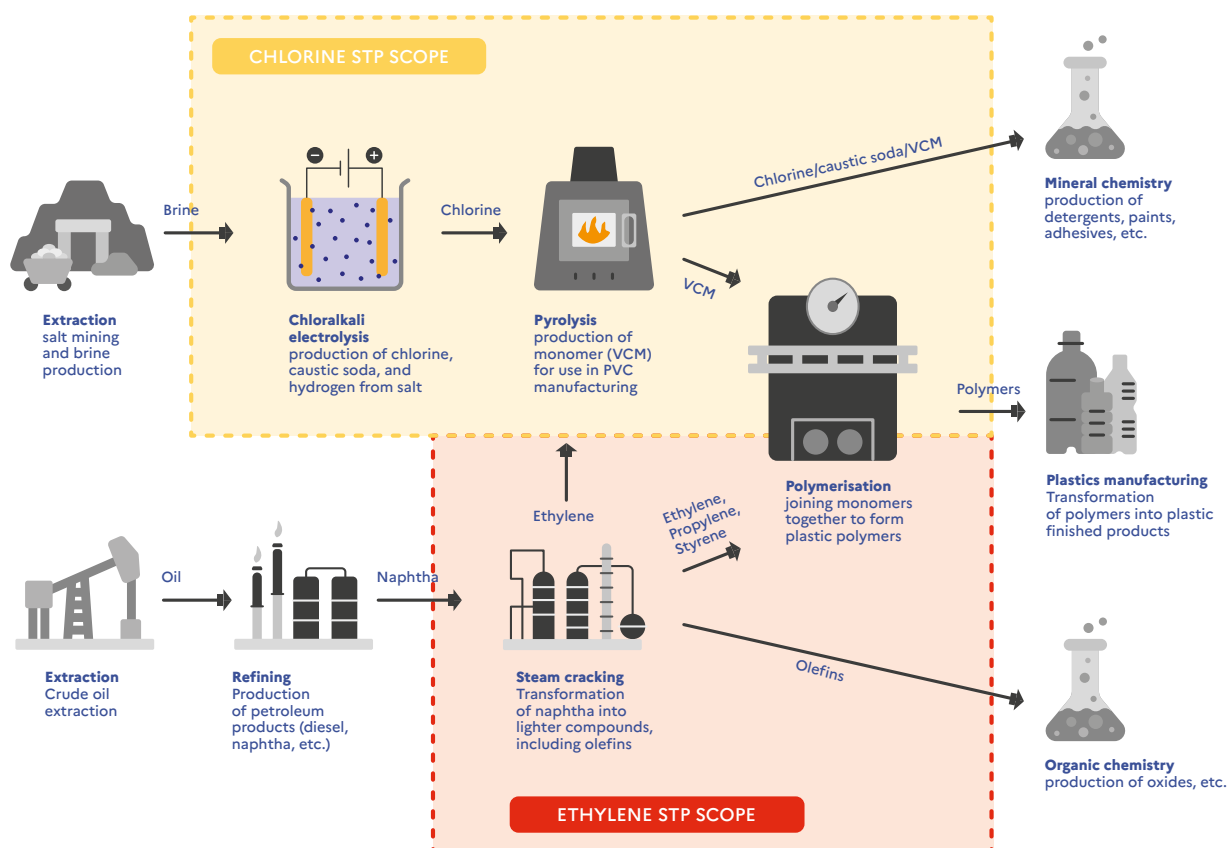 CHLORINE STP SCOPE
Chlorine/caustic soda/VCM
Mineral chemistry
production of
detergents, paints,
adhesives, etc.
Brine
Chlorine
−
+
VCM
Extraction
salt mining
and brine
production
Chloralkali
electrolysis
production of chlorine,
caustic soda, and
hydrogen from salt
Pyrolysis
production of
monomer (VCM)
for use in PVC
manufacturing
Polymers
Plastics manufacturing
Transformation
of polymers into plastic
finished products
Ethylene
Ethylene,
Propylene,
Styrene
Polymerisation
joining monomers
together to form
plastic polymers
Oil
Naphtha
Extraction
Crude oil
extraction
Refining
Production
of petroleum
products (diesel,
naphtha, etc.)
Steam cracking
Transformation
of naphtha into
lighter compounds,
including olefins
Olefins
Organic chemistry
production of oxides, etc.
ETHYLENE STP SCOPE